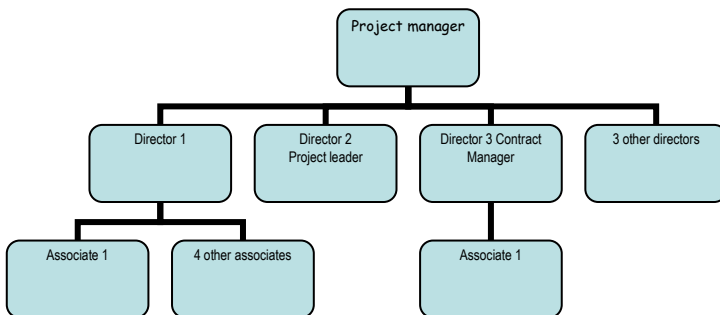 Project manager
Director 1
Director 2
Project leader
Director 3 Contract
Manager
3 other directors
Associate 1
4 other associates
Associate 1